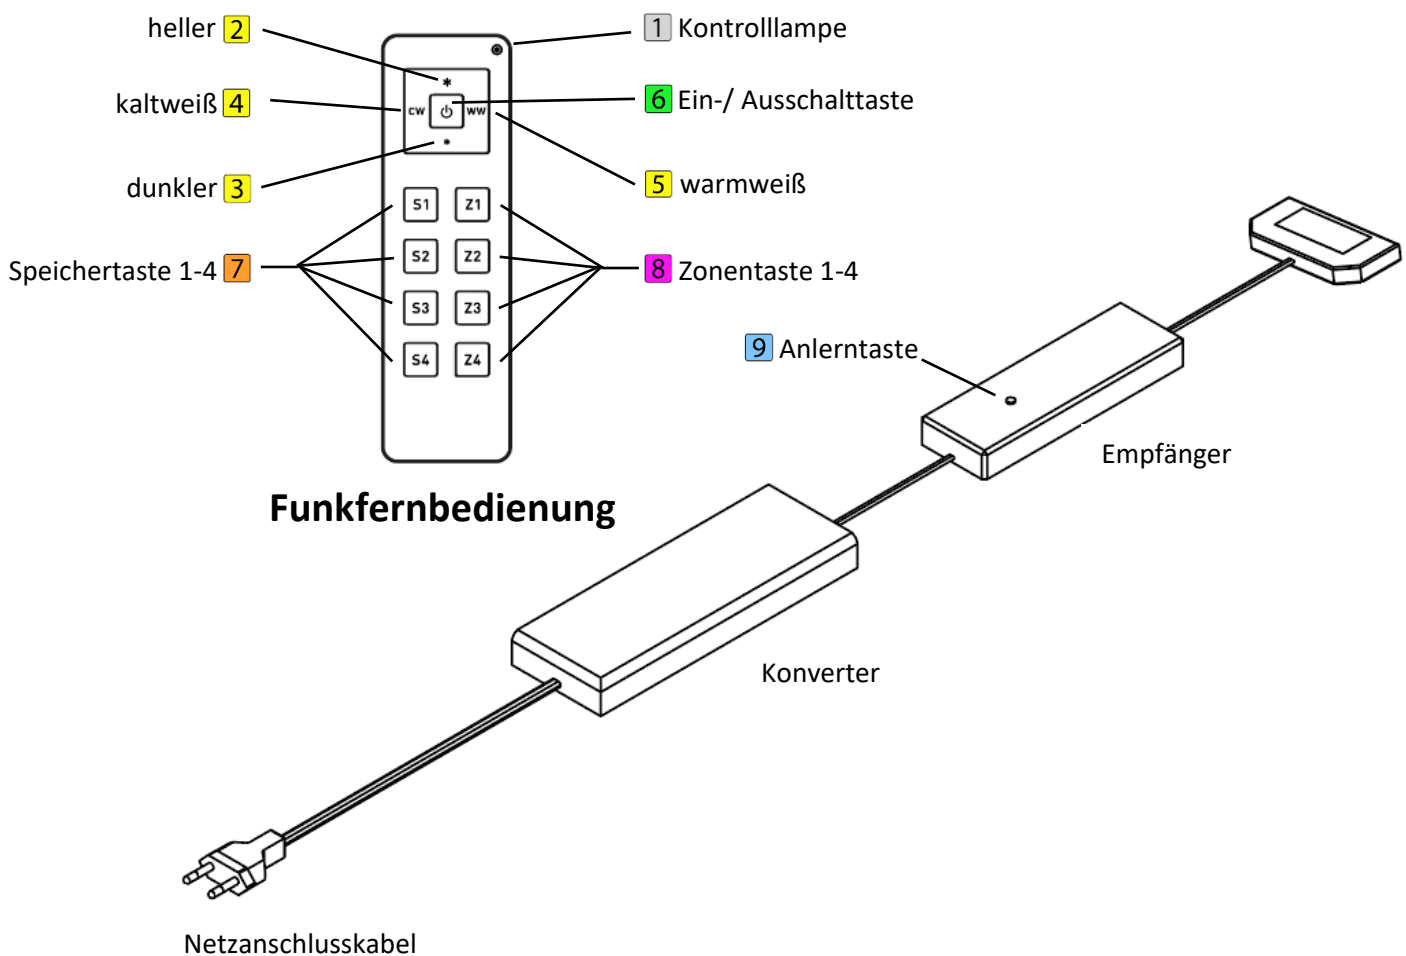 heller 2
1 Kontrolllampe
kaltweiß 4
CW
WW
6 Ein-/ Ausschalttaste
dunkler 3
5 warmweiß
S1 Z1
S2 Z2
S3 Z3
S4 Z4
Speichertaste 1-4 7
8 Zonentaste 1-4
Funkfernbedienung
9 Anlerntaste
Empfänger
Konverter
Netzanschlusskabel